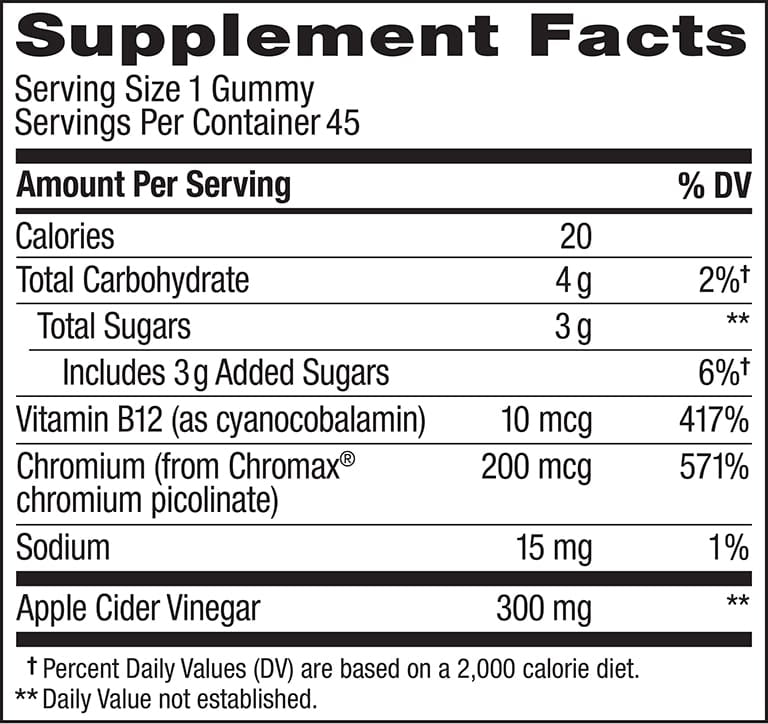 Supplement Facts
Serving Size 1 Gummy
Servings Per Container 45
Amount Per Serving % DV
Calories 20
Total Carbohydrate 4 g 2%†
Total Sugars 3 g **
Includes 3 g Added Sugars 6%†
Vitamin B12 (as cyanocobalamin) 10 mcg 417%
Chromium (from Chromax® 200 mcg 571%
chromium picolinate)
Sodium 15 mg 1%
Apple Cider Vinegar 300 mg **
† Percent Daily Values (DV) are based on a 2,000 calorie diet.
** Daily Value not established.